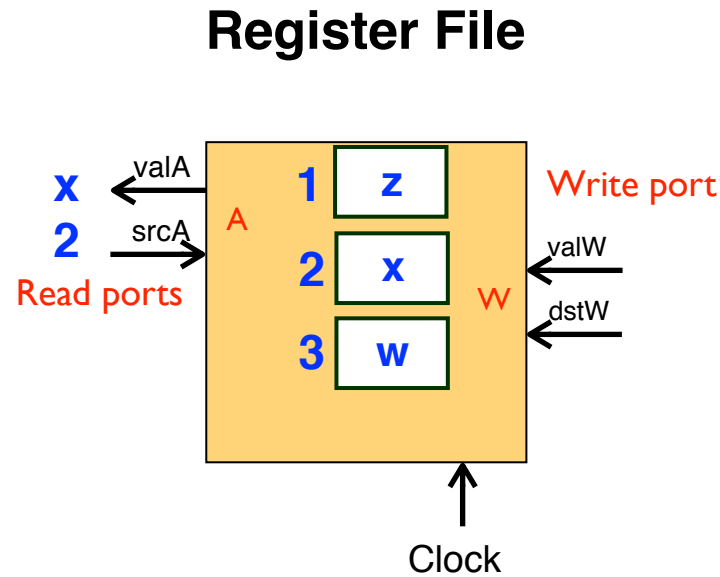 Register File
x
valA
2
srcA
Read ports
A
1
z
2
x
3
w
W
Write port
valW
dstW
Clock